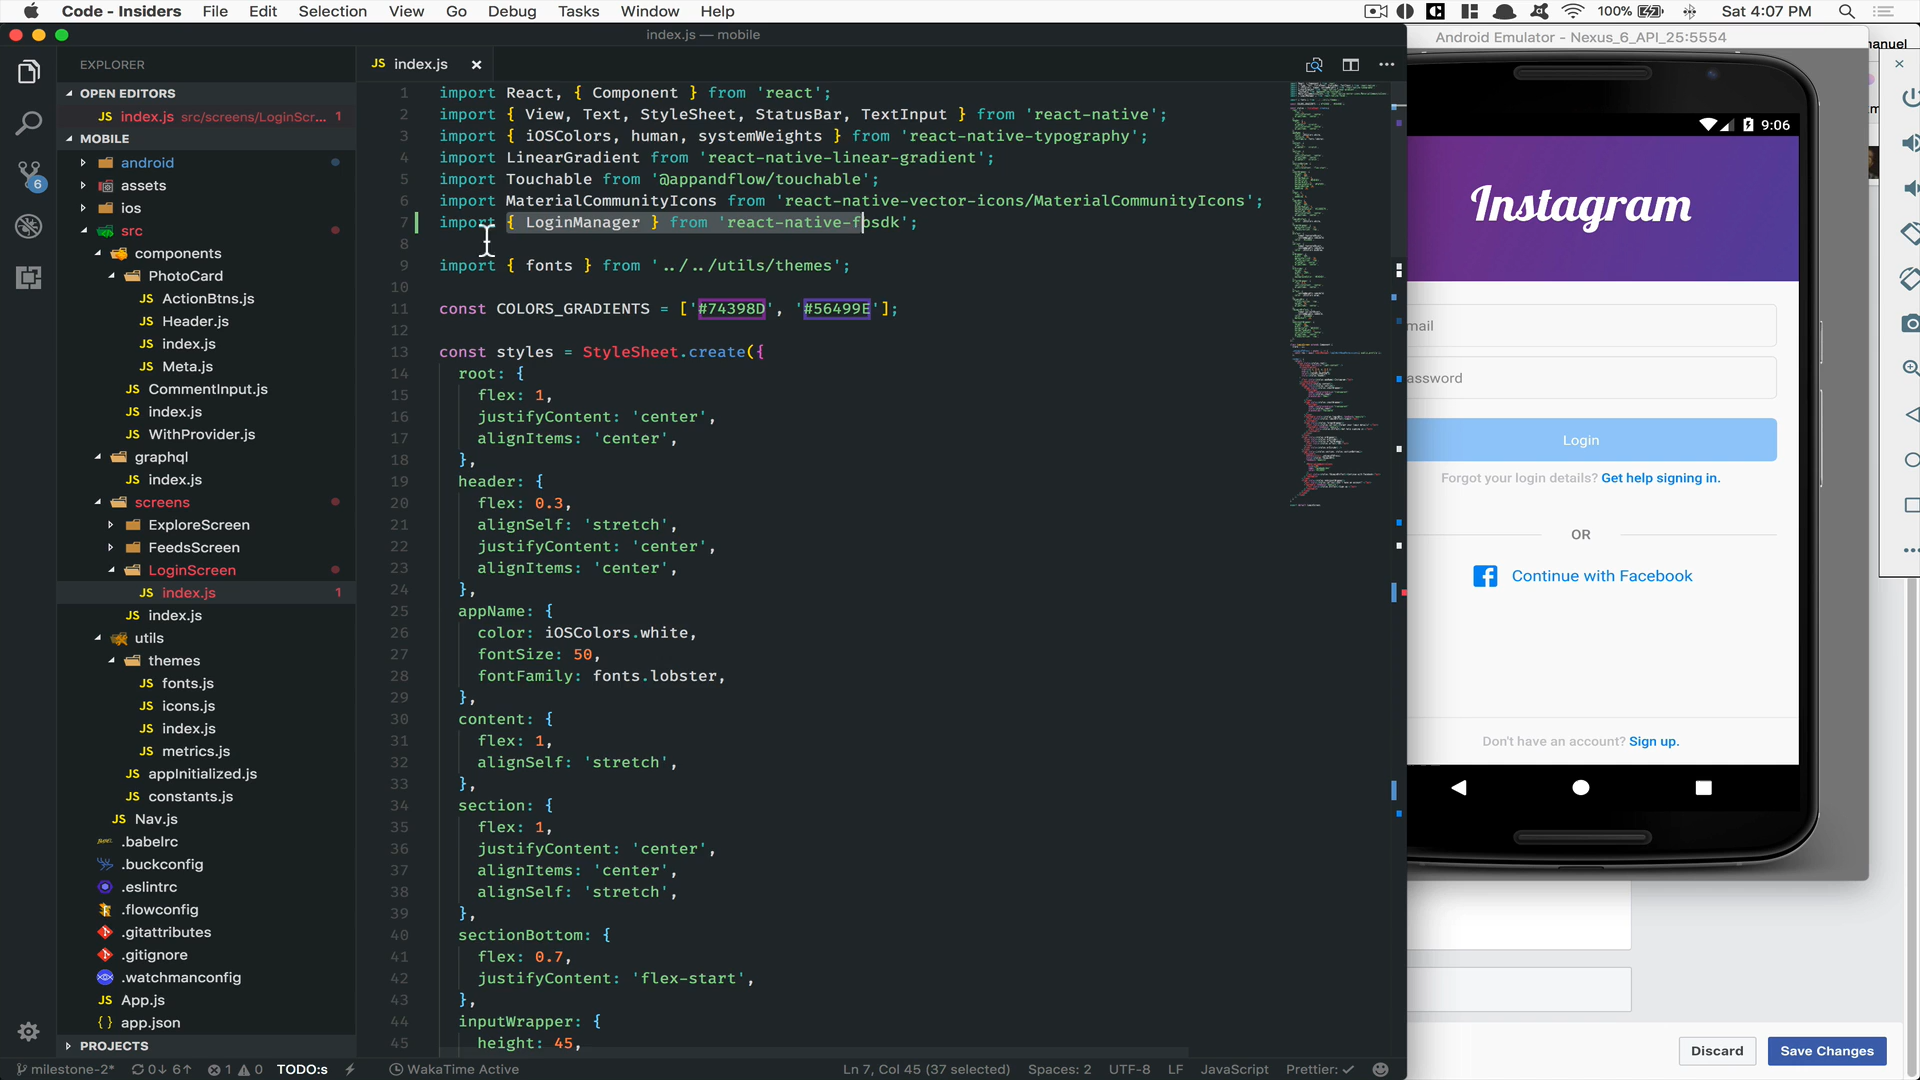 Code - Insiders File Edit Selection View Go Debug Tasks Window Help
100% Sat 4:07 PM
index.js — mobile
Android Emulator - Nexus_6_API_25:5554
anuel
EXPLORER
JS index.js ×
OPEN EDITORS
JS index.js src/screens/LoginScr... 1
MOBILE
android
assets
ios
src
components
PhotoCard
JS ActionBtns.js
JS Header.js
JS index.js
JS Meta.js
JS CommentInput.js
JS index.js
JS WithProvider.js
graphql
JS index.js
screens
ExploreScreen
FeedsScreen
LoginScreen
JS index.js 1
JS index.js
utils
themes
JS fonts.js
JS icons.js
JS index.js
JS metrics.js
JS appInitialized.js
JS constants.js
JS Nav.js
.babelrc
.buckconfig
.eslintrc
.flowconfig
.gitattributes
.gitignore
.watchmanconfig
JS App.js
{ } app.json
PROJECTS
6
1 import React, { Component } from 'react';
2 import { View, Text, StyleSheet, StatusBar, TextInput } from 'react-native';
3 import { iOSColors, human, systemWeights } from 'react-native-typography';
4 import LinearGradient from 'react-native-linear-gradient';
5 import Touchable from '@appandflow/touchable';
6 import MaterialCommunityIcons from 'react-native-vector-icons/MaterialCommunityIcons';
7 import { LoginManager } from 'react-native-fbsdk';
8
9 import { fonts } from '../../utils/themes';
10
11 const COLORS_GRADIENTS = ['#74398D', '#56499E'];
12
13 const styles = StyleSheet.create({
14 root: {
15 flex: 1,
16 justifyContent: 'center',
17 alignItems: 'center',
18 },
19 header: {
20 flex: 0.3,
21 alignSelf: 'stretch',
22 justifyContent: 'center',
23 alignItems: 'center',
24 },
25 appName: {
26 color: iOSColors.white,
27 fontSize: 50,
28 fontFamily: fonts.lobster,
29 },
30 content: {
31 flex: 1,
32 alignSelf: 'stretch',
33 },
34 section: {
35 flex: 1,
36 justifyContent: 'center',
37 alignItems: 'center',
38 alignSelf: 'stretch',
39 },
40 sectionBottom: {
41 flex: 0.7,
42 justifyContent: 'flex-start',
43 },
44 inputWrapper: {
45 height: 45,
9:06
Instagram
mail
assword
Login
Forgot your login details? Get help signing in.
OR
Continue with Facebook
Don't have an account? Sign up.
Discard Save Changes
milestone-2* 0↓ 6↑ 1 0 TODO:s WakaTime Active Ln 7, Col 45 (37 selected) Spaces: 2 UTF-8 LF JavaScript Prettier: ✓